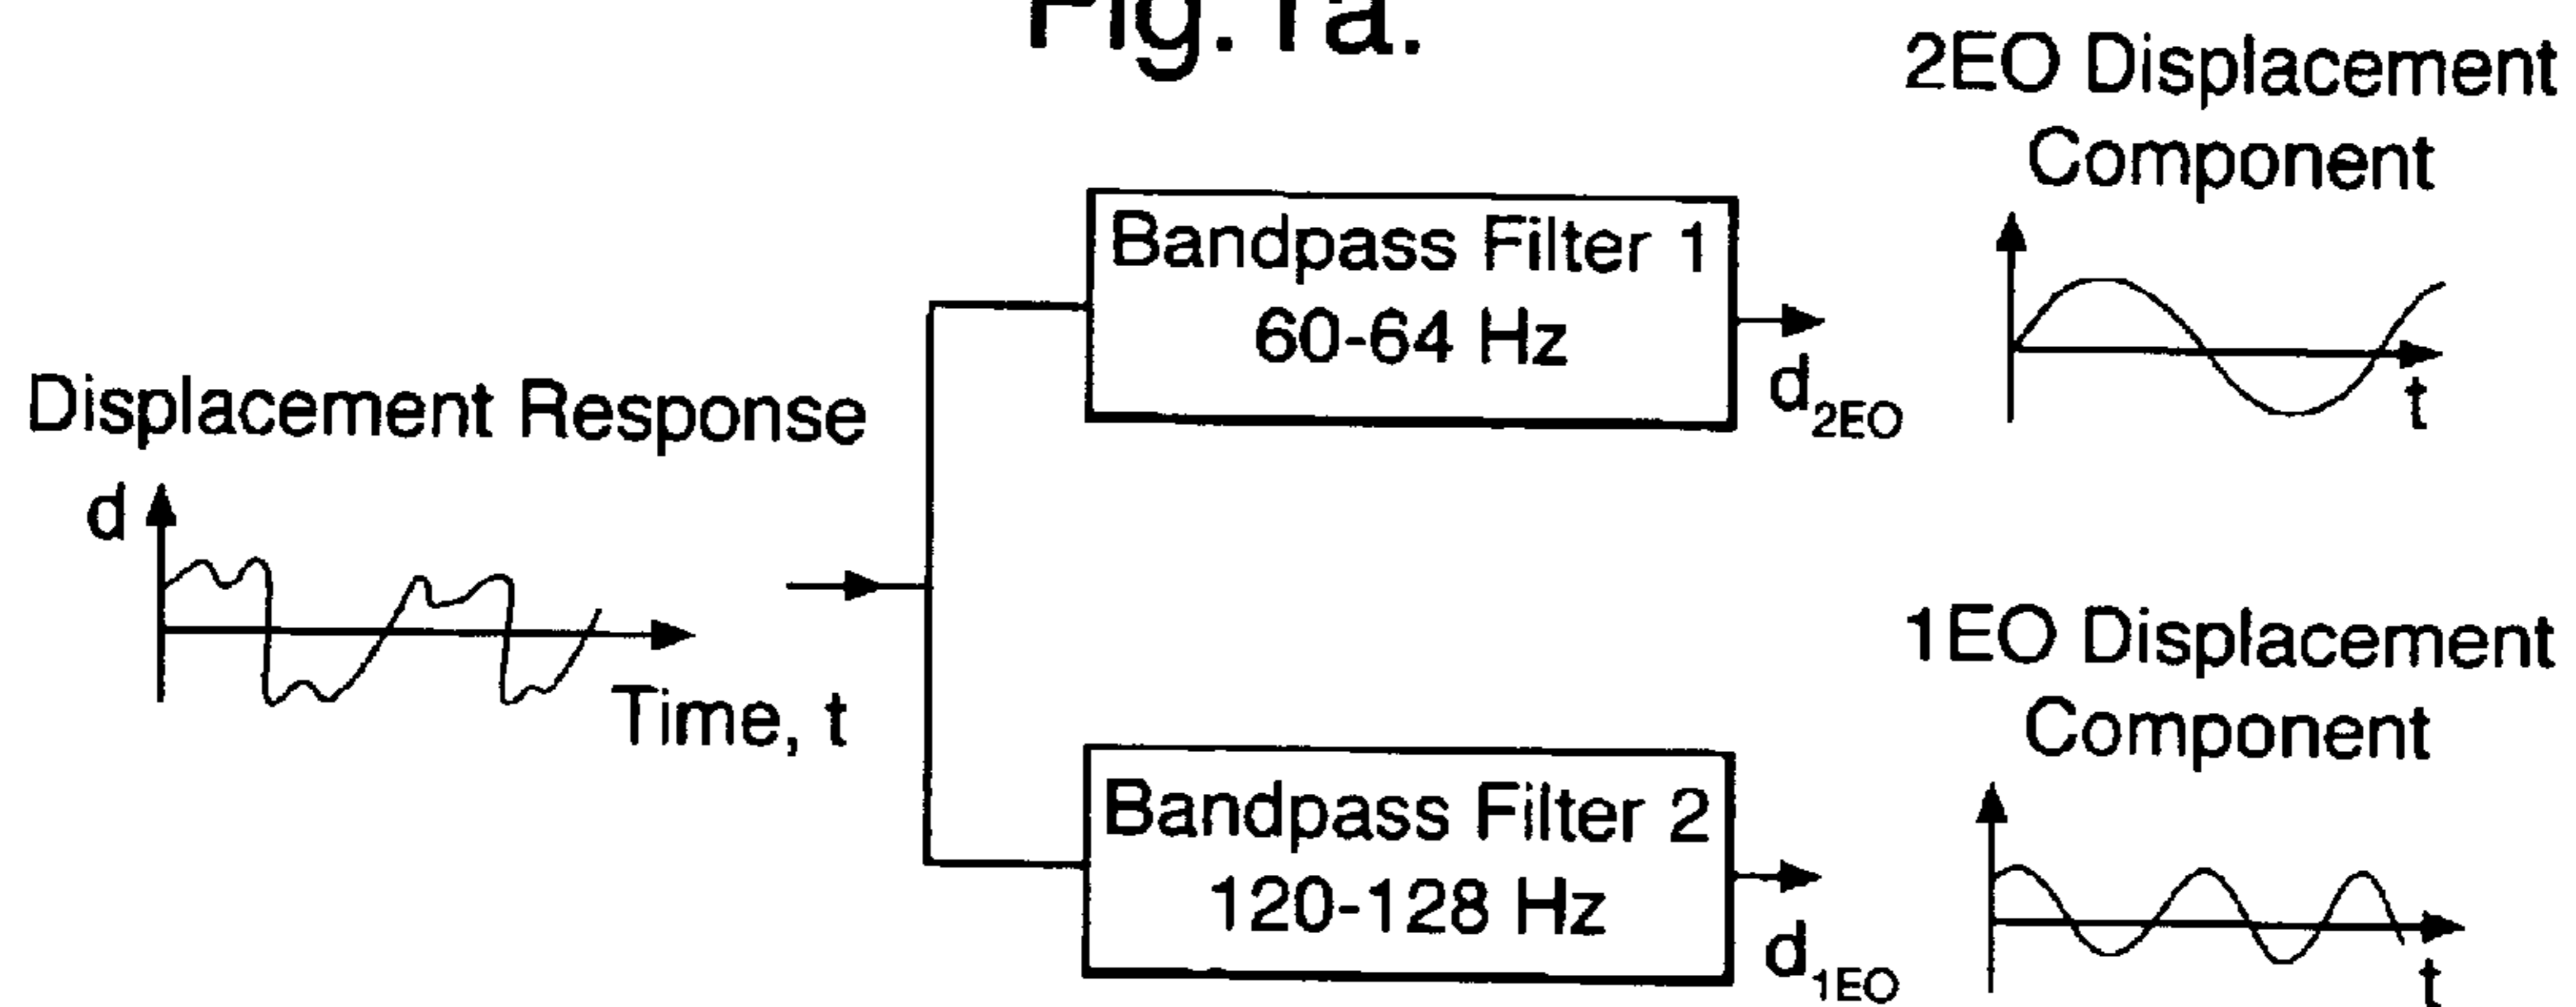 Fig.1a.
2EO Displacement
Component
Bandpass Filter 1
60-64 Hz
d2EO
t
Displacement Response
d
Time, t
1EO Displacement
Component
Bandpass Filter 2
120-128 Hz
d1EO
t